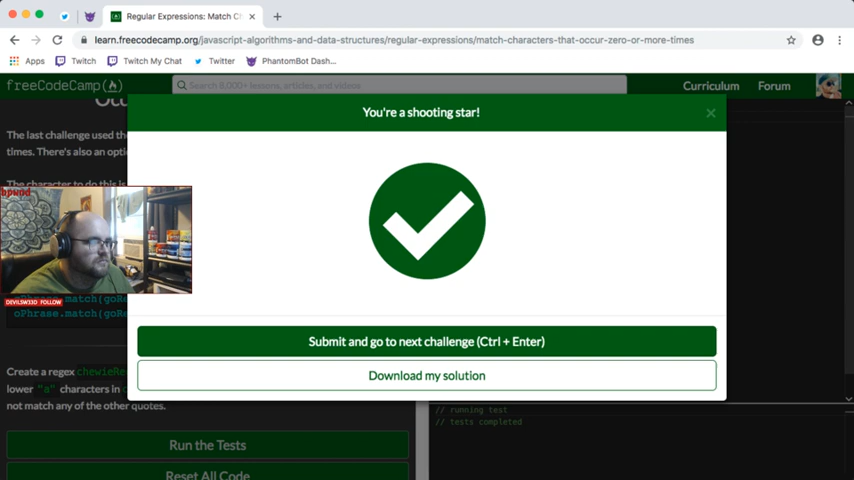 Regular Expressions: Match C
learn.freecodecamp.org/javascript-algorithms-and-data-structures/regular-expressions/match-characters-that-occur-zero-or-more-times
Apps Twitch Twitch My Chat Twitter PhantomBot Dash...
freeCodeCamp Search 8,000+ lessons, articles, and videos Curriculum Forum
You're a shooting star!
The last challenge used th
times. There's also an opti
The character to do this is
DEVILSW33D FOLLOW
oPhrase.match(goRe
Submit and go to next challenge (Ctrl + Enter)
Download my solution
Create a regex chewieRe
lower "a" characters in
not match any of the other quotes.
Run the Tests
Reset All Code
// running test
// tests completed